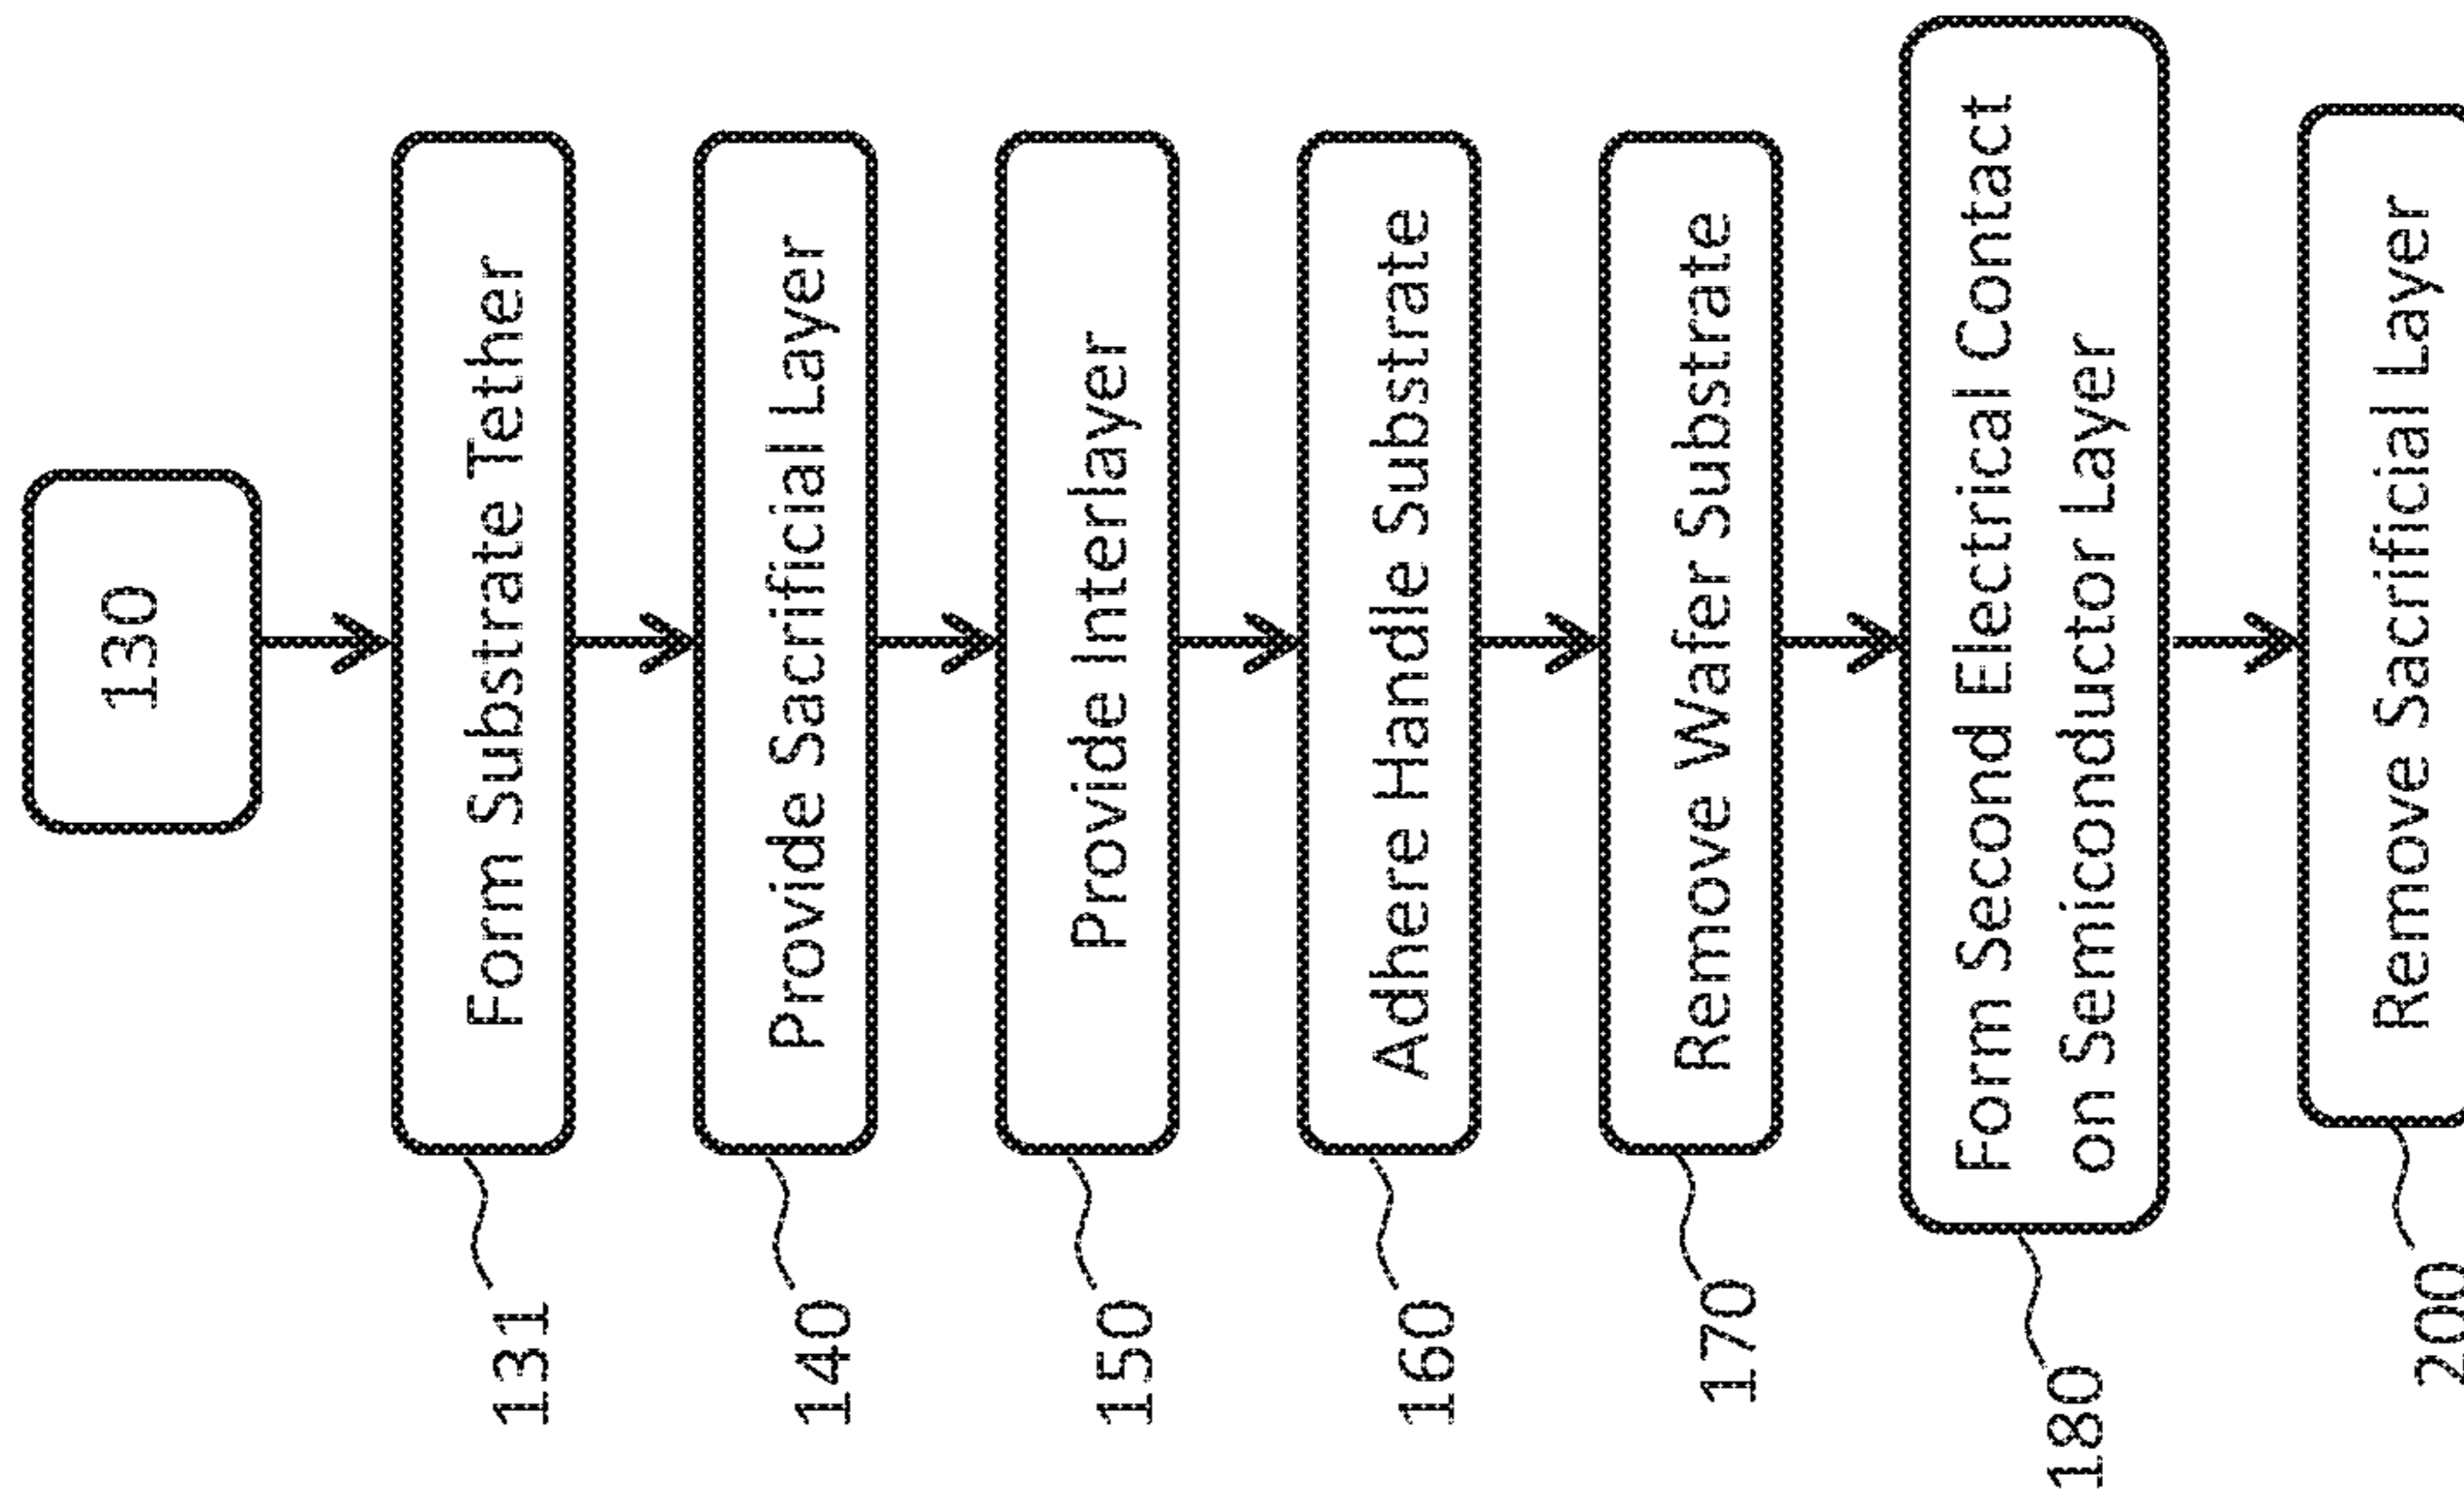 130
131
Form Substrate Tether
140
Provide Sacrificial Layer
150
Provide Interlayer
160
Adhere Handle Substrate
170
Remove Wafer Substrate
180
Form Second Electrical Contact
on Semiconductor Layer
200
Remove Sacrificial Layer